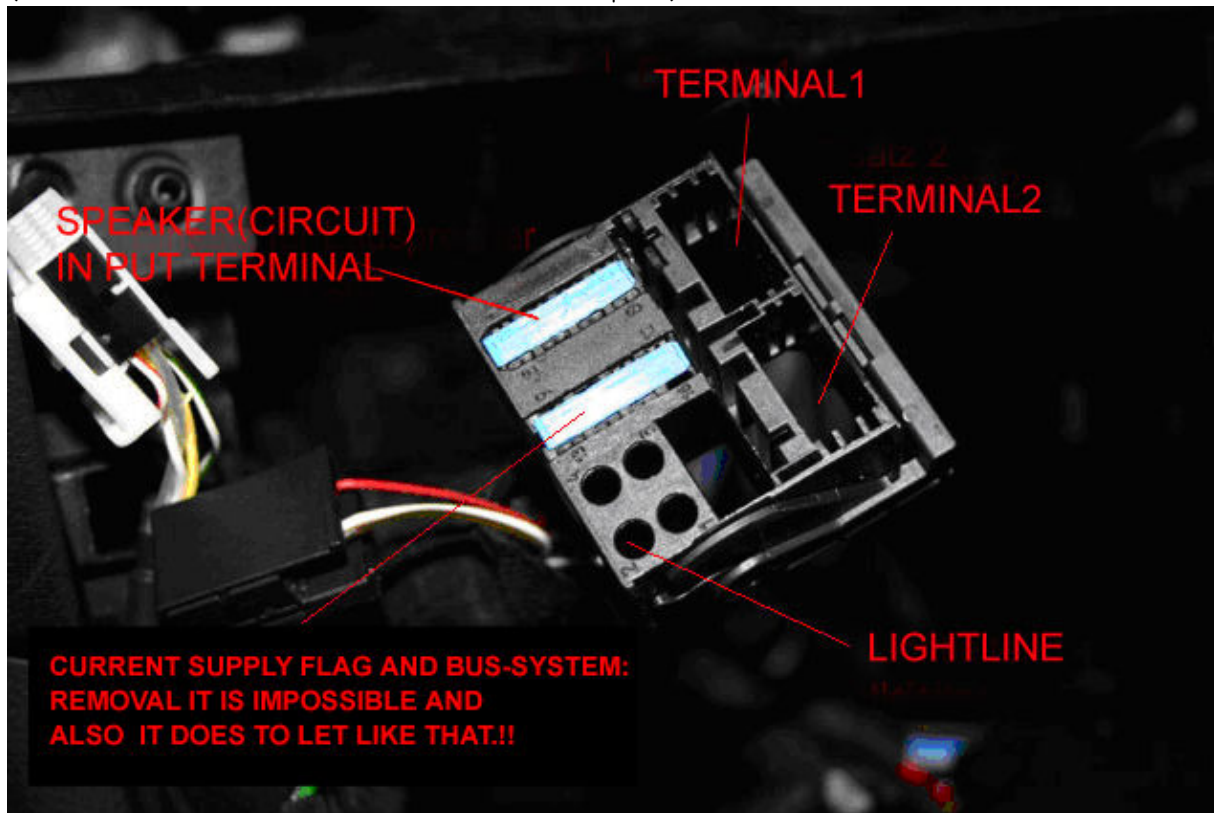 TERMINAL1
TERMINAL2
SPEAKER(CIRCUIT)
IN PUT TERMINAL
LIGHTLINE
CURRENT SUPPLY FLAG AND BUS-SYSTEM:
REMOVAL IT IS IMPOSSIBLE AND
ALSO IT DOES TO LET LIKE THAT.!!